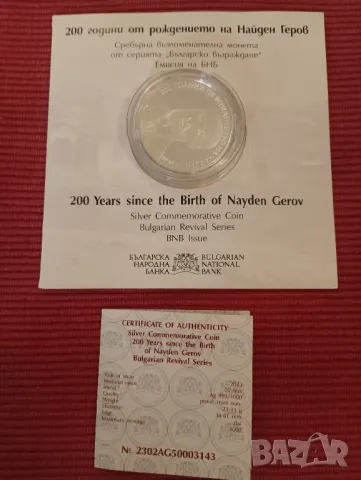 200 години от рождението на Найден Геров
Сребърна възпоменателна монета
от серията „Българско възраждане“
Емисия на БНБ
200 Years since the Birth of Nayden Gerov
Silver Commemorative Coin
Bulgarian Revival Series
BNB Issue
БЪЛГАРСКА НАРОДНА БАНКА
BULGARIAN NATIONAL BANK
CERTIFICATE OF AUTHENTICITY
Silver Commemorative Coin
200 Years since the Birth
of Nayden Gerov
Bulgarian Revival Series
Quality
Weight
№ 2302AG50003143
bazar